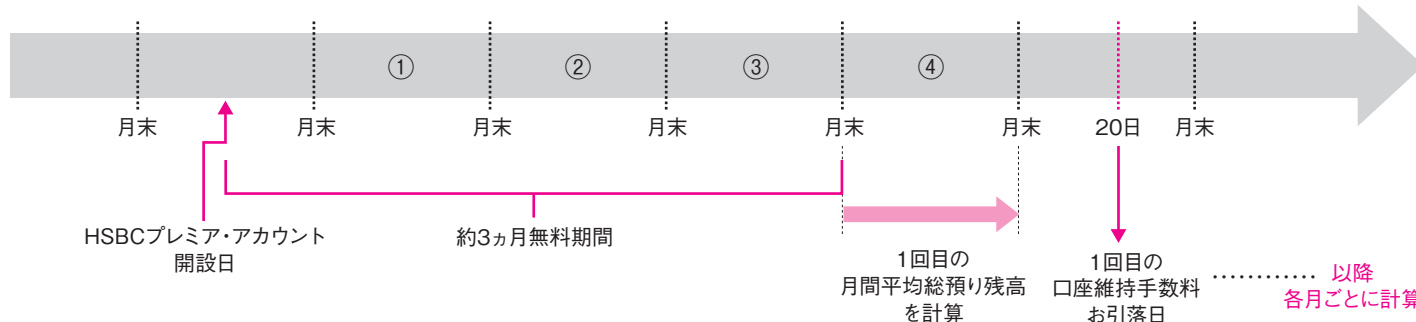 ① ② ③ ④
月末 月末 月末 月末 月末 月末 20日 月末
HSBCプレミア・アカウント
開設日
約3ヵ月無料期間
1回目の
月間平均総預り残高
を計算
1回目の
口座維持手数料
お引落日
………… 以降
各月ごとに計算